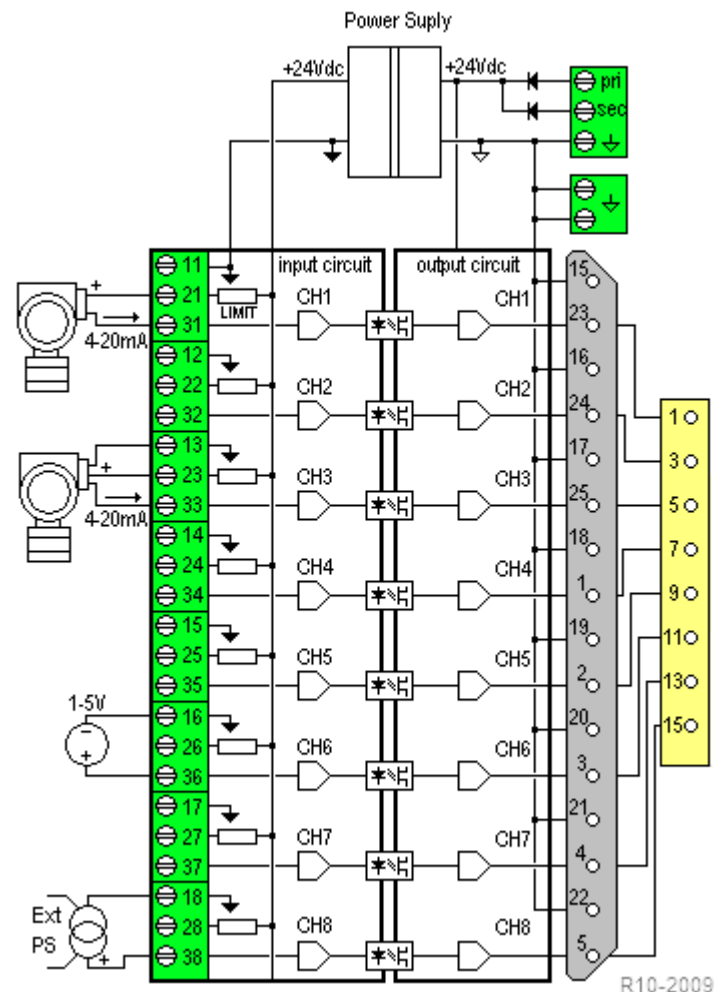 Power Suply
+24Vdc
+24Vdc
pri
sec
input circuit
output circuit
11
21
31
LIMIT
CH1
CH1
+
4-20mA
12
22
32
CH2
CH2
13
23
33
CH3
CH3
+
4-20mA
14
24
34
CH4
CH4
15
25
35
CH5
CH5
1-5V
-
+
16
26
36
CH6
CH6
17
27
37
CH7
CH7
Ext
PS
+
18
28
38
CH8
CH8
15
23
16
24
17
25
18
1
19
2
20
3
21
4
22
5
1
3
5
7
9
11
13
15
R10-2009